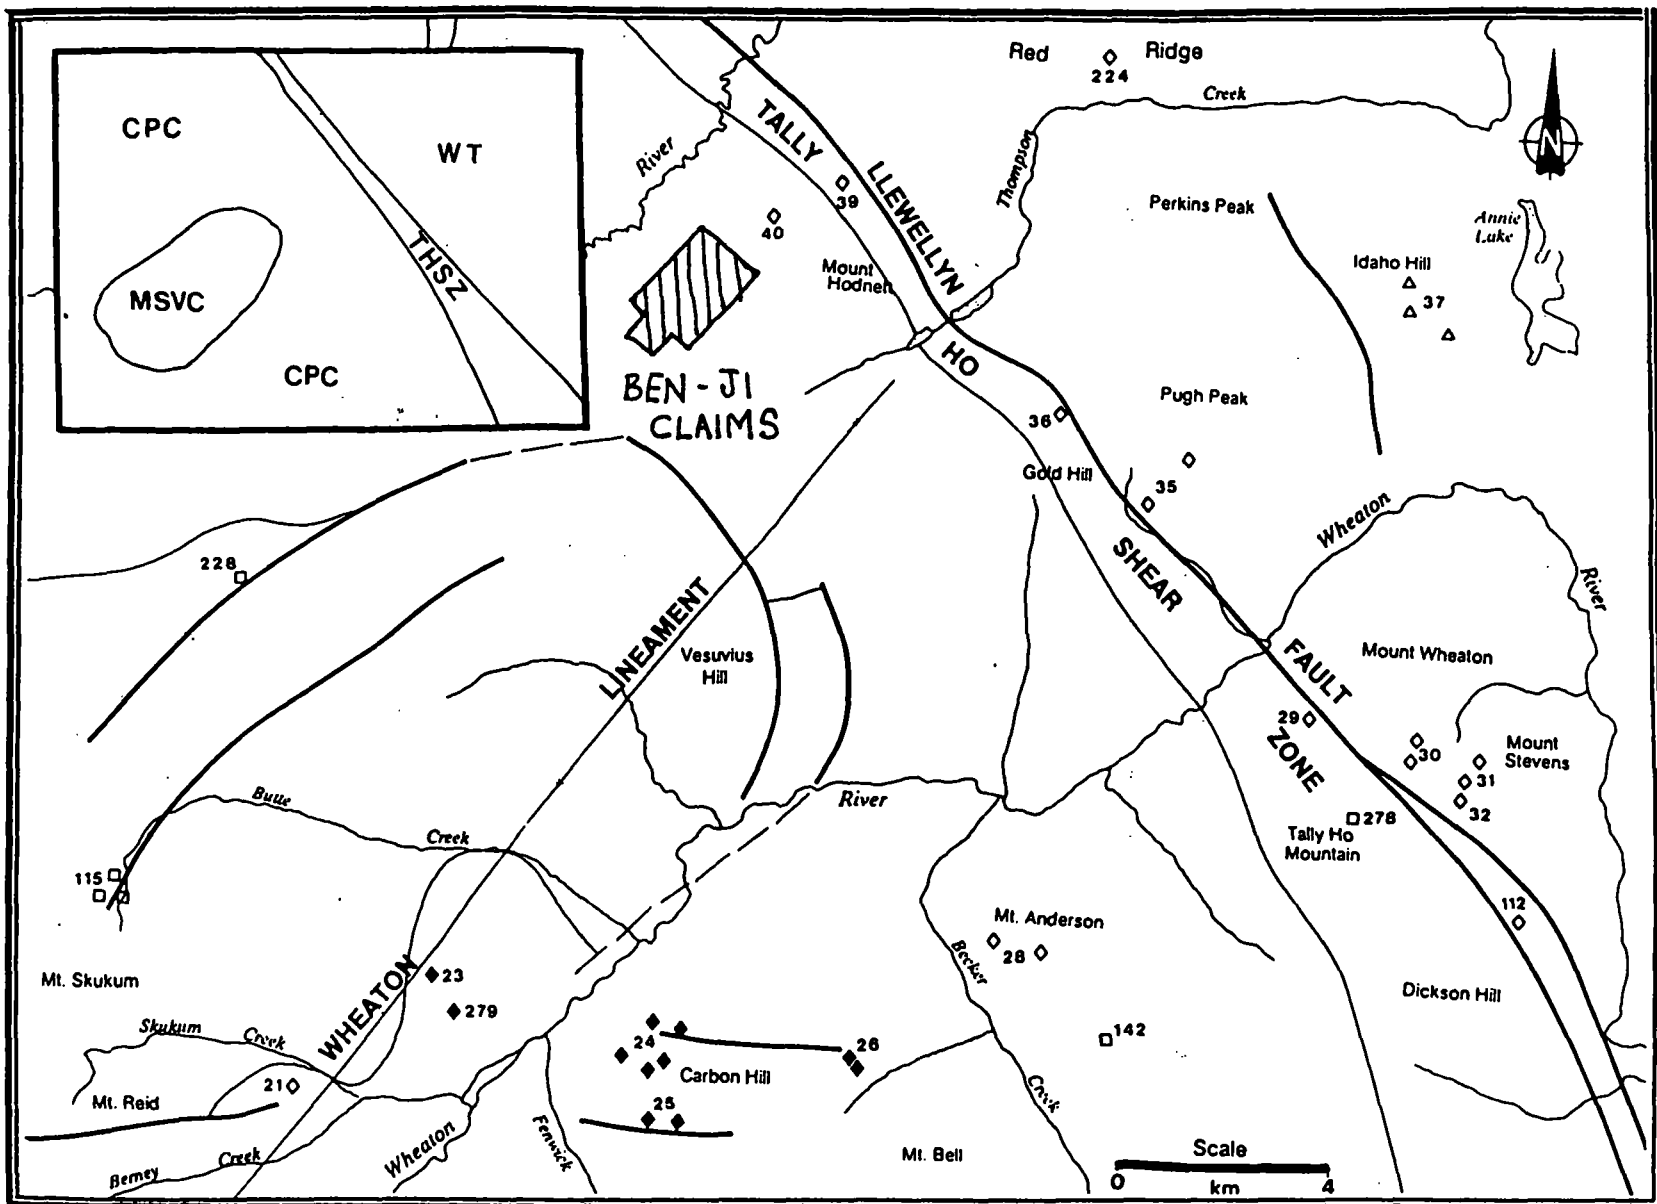 Red Ridge
224
Creek
CPC
WT
THSZ
MSVC
CPC
River
TALLY
LLEWELLYN
Thompson
N
39
40
Perkins Peak
Annie
Lake
Mount
Hodnett
Idaho Hill
37
HO
BEN-JI
CLAIMS
Pugh Peak
36
Gold Hill
35
Wheaton
River
SHEAR
228
LINEAMENT
Vesuvius
Hill
FAULT
Mount Wheaton
29
ZONE
30
Mount
Stevens
31
32
Butte
Creek
River
278
Tally Ho
Mountain
115
112
Mt. Anderson
28
Becker
Creek
Mt. Skukum
WHEATON
23
279
Dickson Hill
Skukum
Creek
24
26
142
Carbon Hill
21
Mt. Reid
25
Wheaton
Fenwick
Berney
Creek
Mt. Bell
Scale
0 km 4